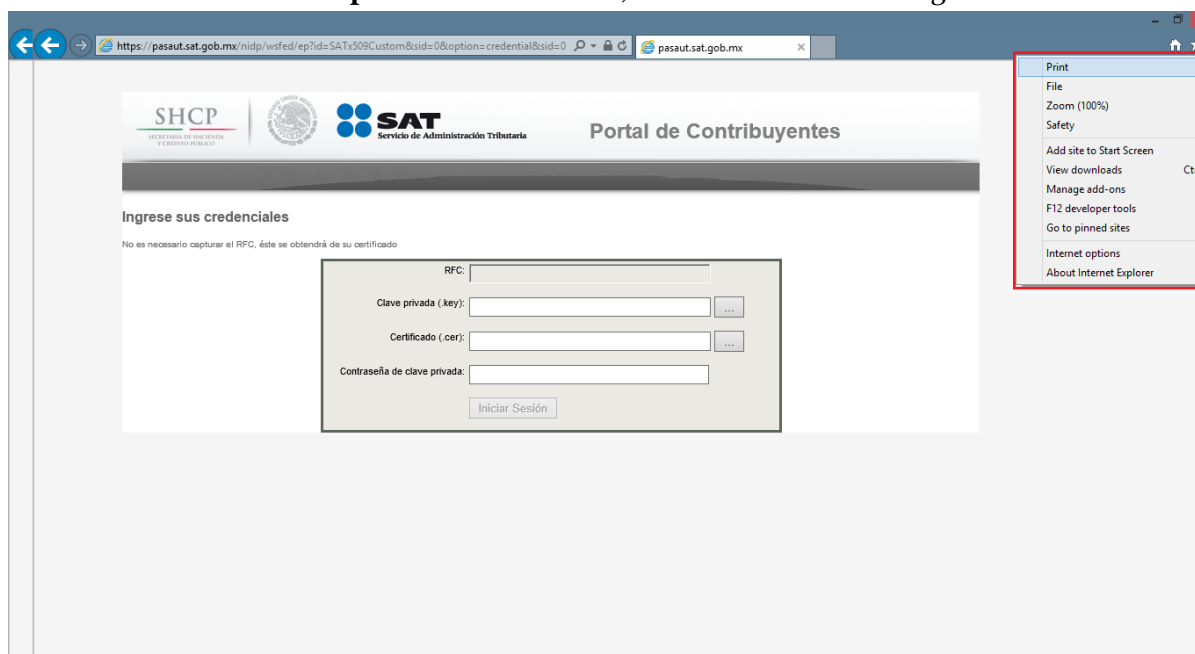 https://pasaut.sat.gob.mx/nidp/wsfed/ep?id=SATx509Custom&sid=0&option=credential&sid=0
pasaut.sat.gob.mx
Print
File
Zoom (100%)
Safety
Add site to Start Screen
View downloads Ct
Manage add-ons
F12 developer tools
Go to pinned sites
Internet options
About Internet Explorer
SHCP
SECRETARÍA DE HACIENDA
Y CRÉDITO PÚBLICO
SAT
Servicio de Administración Tributaria
Portal de Contribuyentes
Ingrese sus credenciales
No es necesario capturar el RFC, éste se obtendrá de su certificado
RFC:
Clave privada (.key):
...
Certificado (.cer):
...
Contraseña de clave privada:
Iniciar Sesión